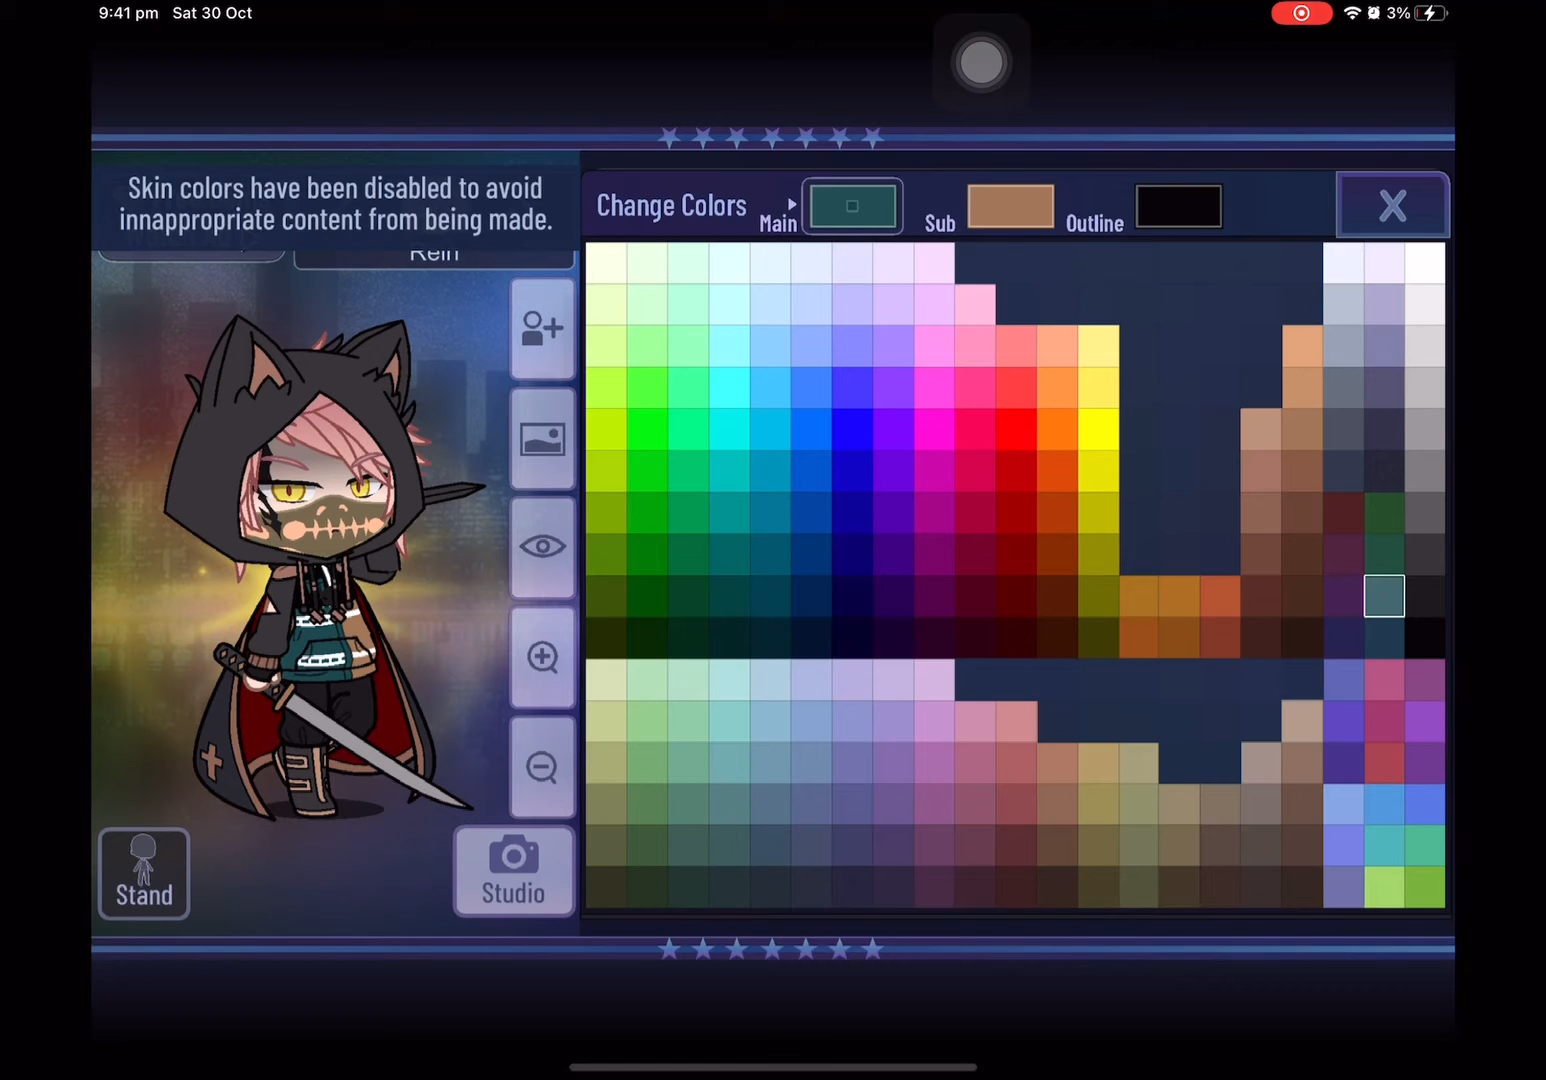 9:41 pm Sat 30 Oct
3%
Skin colors have been disabled to avoid
innappropriate content from being made.
Rein
Change Colors
Main
Sub
Outline
X
Stand
Studio